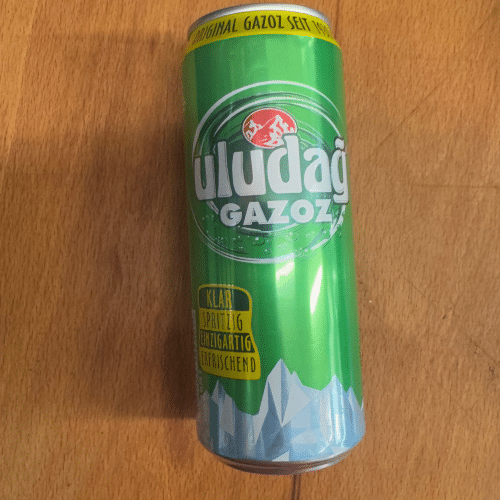 ORIGINAL GAZOZ SEIT
uludağ
GAZOZ
KLAR
SPRITZIG
EINZIGARTIG
ERFRISCHEND